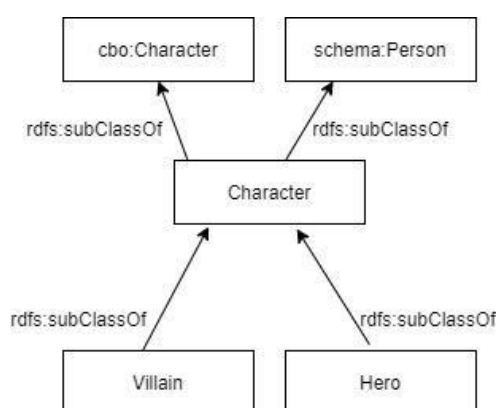 cbo:Character
schema:Person
rdfs:subClassOf
rdfs:subClassOf
Character
rdfs:subClassOf
rdfs:subClassOf
Villain
Hero